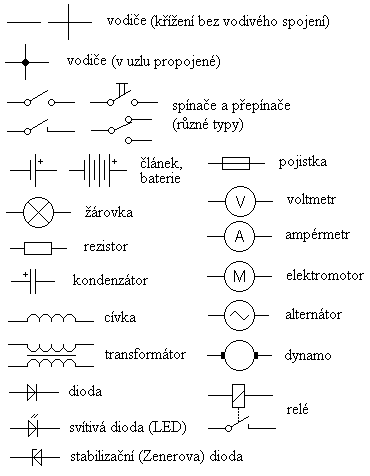 vodiče (křížení bez vodivého spojení)
vodiče (v uzlu propojené)
spínače a přepínače
(různé typy)
+
+
článek,
baterie
pojistka
žárovka
V
voltmetr
rezistor
A
ampérmetr
+
kondenzátor
M
elektromotor
cívka
alternátor
transformátor
dynamo
dioda
relé
svítivá dioda (LED)
stabilizační (Zenerova) dioda